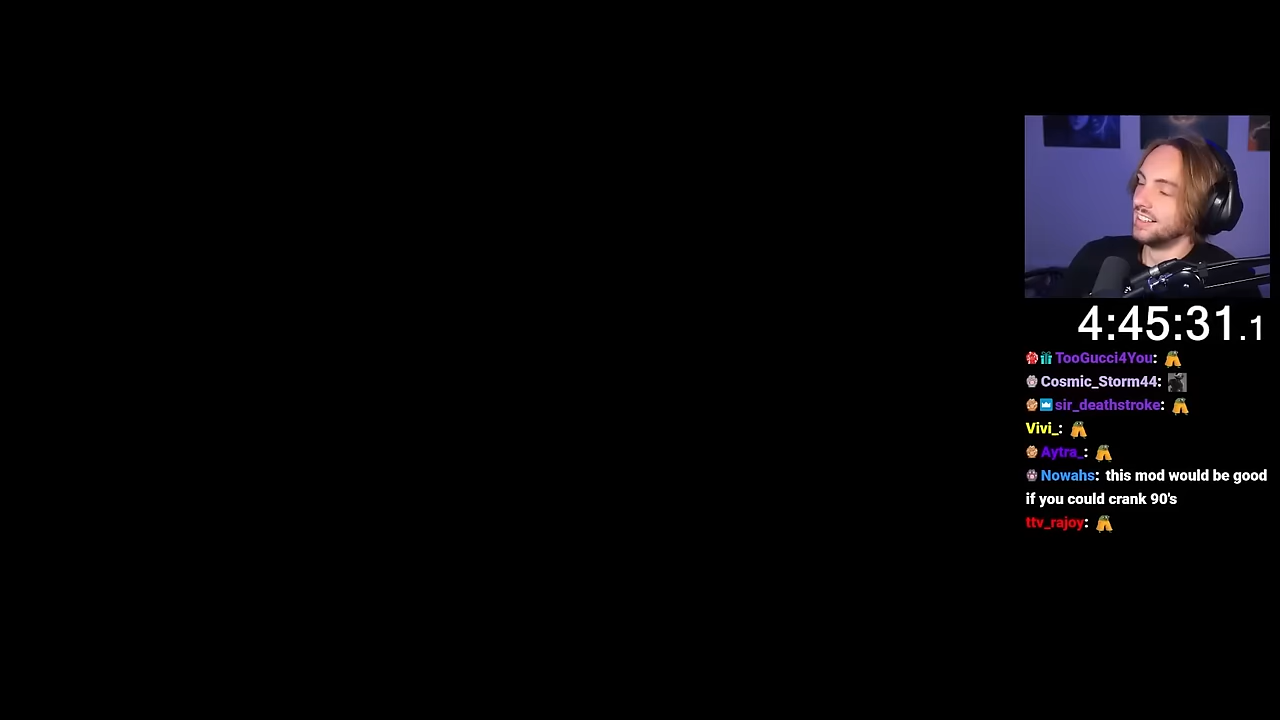 4:45:31.1
TooGucci4You:
Cosmic_Storm44:
sir_deathstroke:
Vivi_:
Aytra_:
Nowahs: this mod would be good
if you could crank 90's
ttv_rajoy: